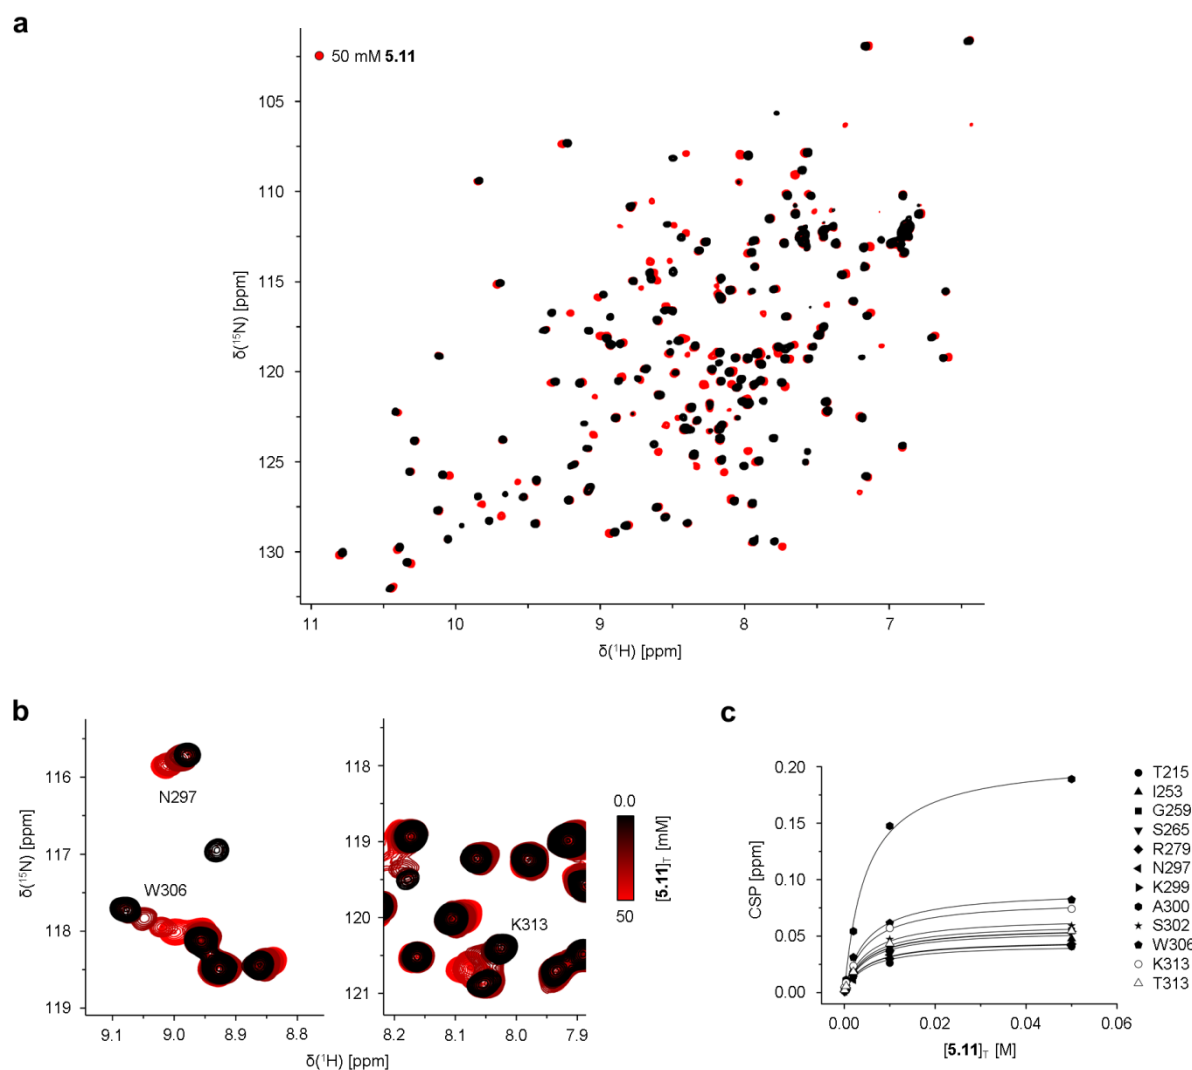 a
50 mM 5.11
105
110
115
120
125
130
δ(¹⁵N) [ppm]
11 10 9 8 7
δ(¹H) [ppm]
b
116
117
118
119
δ(¹⁵N) [ppm]
N297
W306
9.1 9.0 8.9 8.8
118
119
120
121
K313
8.2 8.1 8.0 7.9
δ(¹H) [ppm]
0.0
50
[5.11]T [mM]
c
0.20
0.15
0.10
0.05
0.00
CSP [ppm]
0.00 0.02 0.04 0.06
[5.11]T [M]
T215
I253
G259
S265
R279
N297
K299
A300
S302
W306
K313
T313